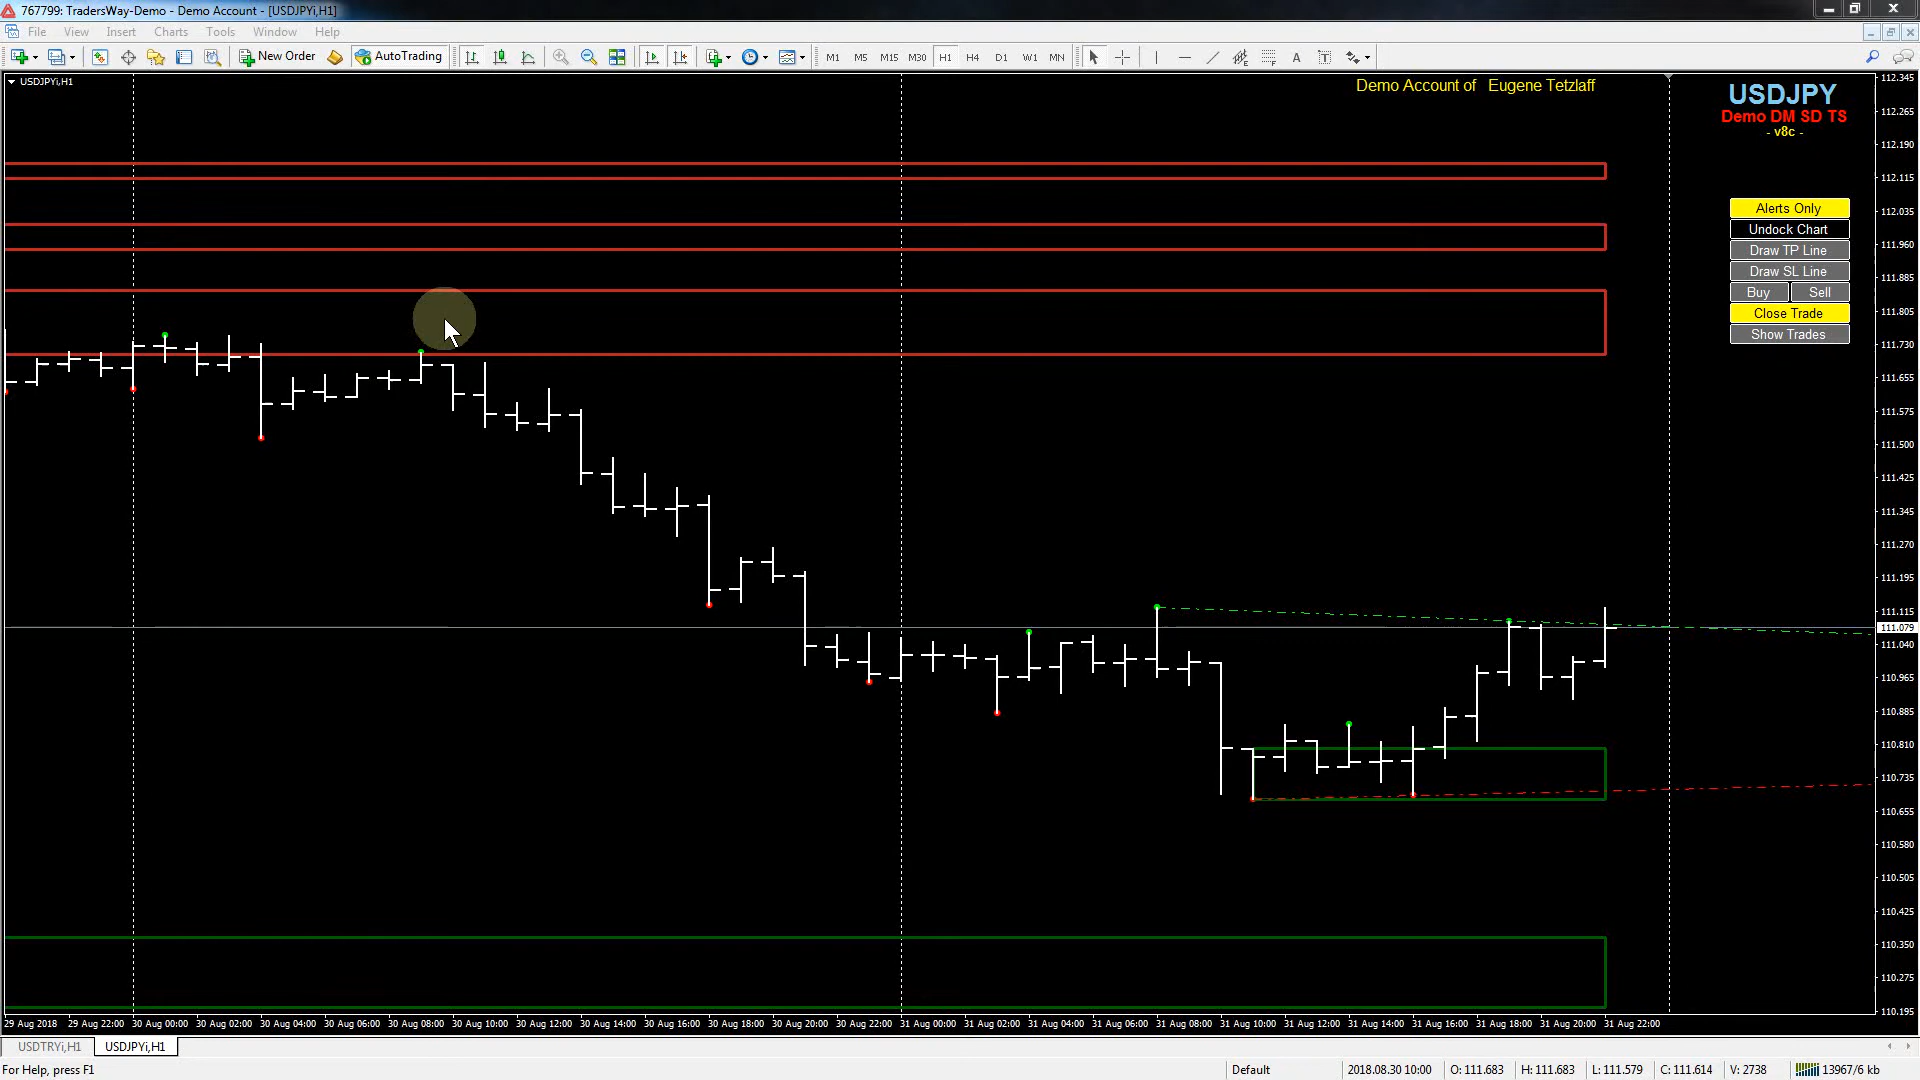 767799: TradersWay-Demo - Demo Account - [USDJPYi,H1]
File View Insert Charts Tools Window Help
New Order AutoTrading M1 M5 M15 M30 H1 H4 D1 W1 MN A T
USDJPYi,H1
Demo Account of Eugene Tetzlaff
USDJPY
Demo DM SD TS
- v8c -
Alerts Only
Undock Chart
Draw TP Line
Draw SL Line
Buy Sell
Close Trade
Show Trades
112.345
112.265
112.190
112.115
112.035
111.960
111.885
111.805
111.730
111.655
111.575
111.500
111.425
111.345
111.270
111.195
111.115
111.079
111.040
110.965
110.885
110.810
110.735
110.655
110.580
110.505
110.425
110.350
110.275
110.195
29 Aug 2018 29 Aug 22:00 30 Aug 00:00 30 Aug 02:00 30 Aug 04:00 30 Aug 06:00 30 Aug 08:00 30 Aug 10:00 30 Aug 12:00 30 Aug 14:00 30 Aug 16:00 30 Aug 18:00 30 Aug 20:00 30 Aug 22:00 31 Aug 00:00 31 Aug 02:00 31 Aug 04:00 31 Aug 06:00 31 Aug 08:00 31 Aug 10:00 31 Aug 12:00 31 Aug 14:00 31 Aug 16:00 31 Aug 18:00 31 Aug 20:00 31 Aug 22:00
USDTRYi,H1 USDJPYi,H1
For Help, press F1 Default 2018.08.30 10:00 O: 111.683 H: 111.683 L: 111.579 C: 111.614 V: 2738 13967/6 kb